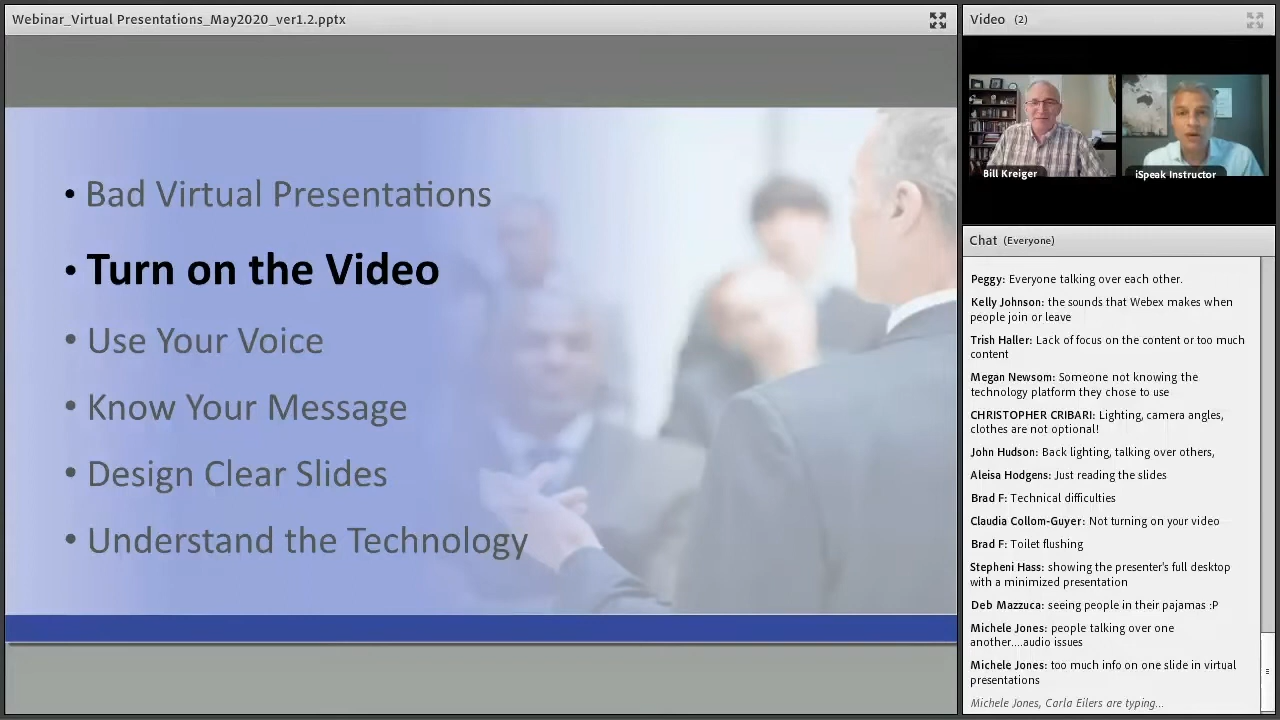 Webinar_Virtual Presentations_May2020_ver1.2.pptx
• Bad Virtual Presentations
• Turn on the Video
• Use Your Voice
• Know Your Message
• Design Clear Slides
• Understand the Technology
Video (2)
Bill Kreiger
iSpeak Instructor
Chat (Everyone)
Peggy: Everyone talking over each other.
Kelly Johnson: the sounds that Webex makes when
people join or leave
Trish Haller: Lack of focus on the content or too much
content
Megan Newsom: Someone not knowing the
technology platform they chose to use
CHRISTOPHER CRIBARI: Lighting, camera angles,
clothes are not optional!
John Hudson: Back lighting, talking over others,
Aleisa Hodgens: Just reading the slides
Brad F: Technical difficulties
Claudia Collom-Guyer: Not turning on your video
Brad F: Toilet flushing
Stepheni Hass: showing the presenter's full desktop
with a minimized presentation
Deb Mazzuca: seeing people in their pajamas :P
Michele Jones: people talking over one
another....audio issues
Michele Jones: too much info on one slide in virtual
presentations
Michele Jones, Carla Eilers are typing...